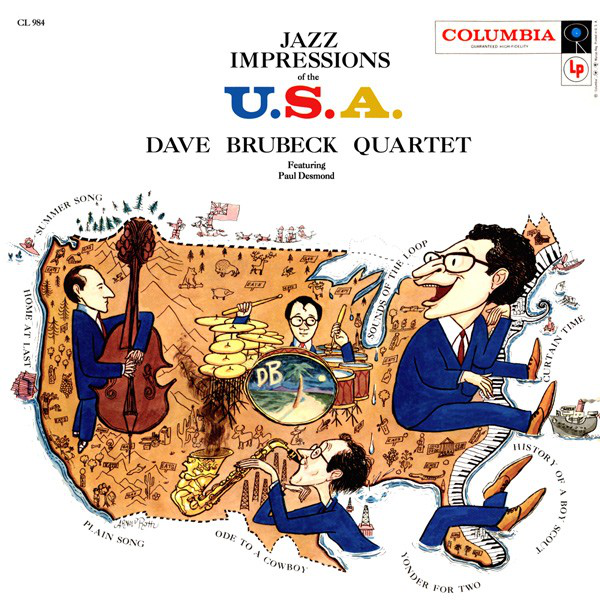 CL 984
COLUMBIA
GUARANTEED HIGH-FIDELITY
LP
JAZZ
IMPRESSIONS
of the
U.S.A.
DAVE BRUBECK QUARTET
Featuring
Paul Desmond
SUMMER SONG
HOME AT LAST
SOUNDS OF THE LOOP
CURTAIN TIME
DB
HISTORY OF A BOY SCOUT
PLAIN SONG
ODE TO A COWBOY
YONDER FOR TWO
ARNOLD ROTH